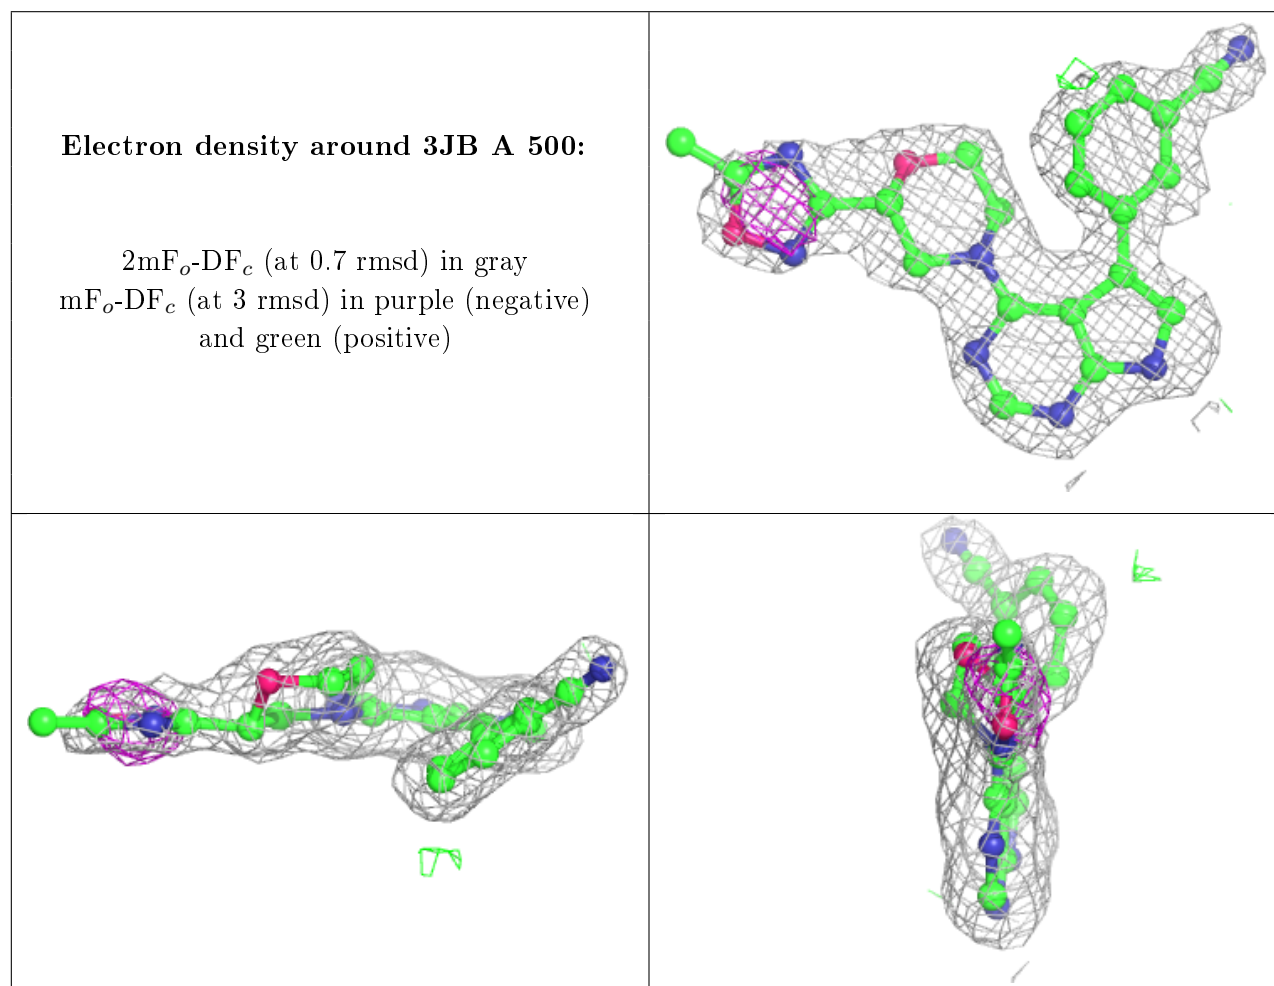 Electron density around 3JB A 500:
2mFo-DFc (at 0.7 rmsd) in gray
mFo-DFc (at 3 rmsd) in purple (negative)
and green (positive)